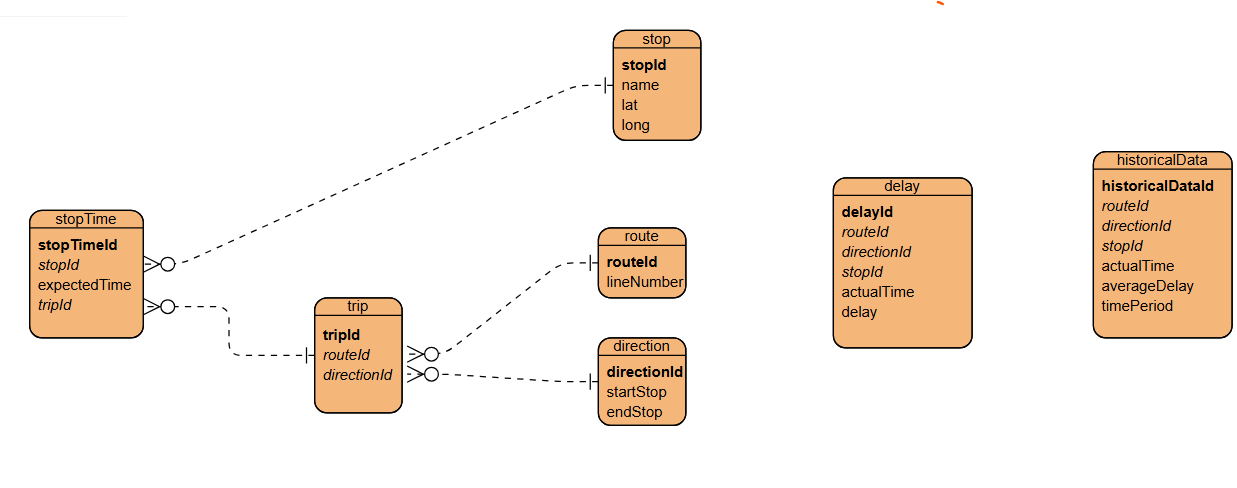 stop
stopId
name
lat
long
stopTime
stopTimeId
stopId
expectedTime
tripId
trip
tripId
routeId
directionId
route
routeId
lineNumber
direction
directionId
startStop
endStop
delay
delayId
routeId
directionId
stopId
actualTime
delay
historicalData
historicalDataId
routeId
directionId
stopId
actualTime
averageDelay
timePeriod